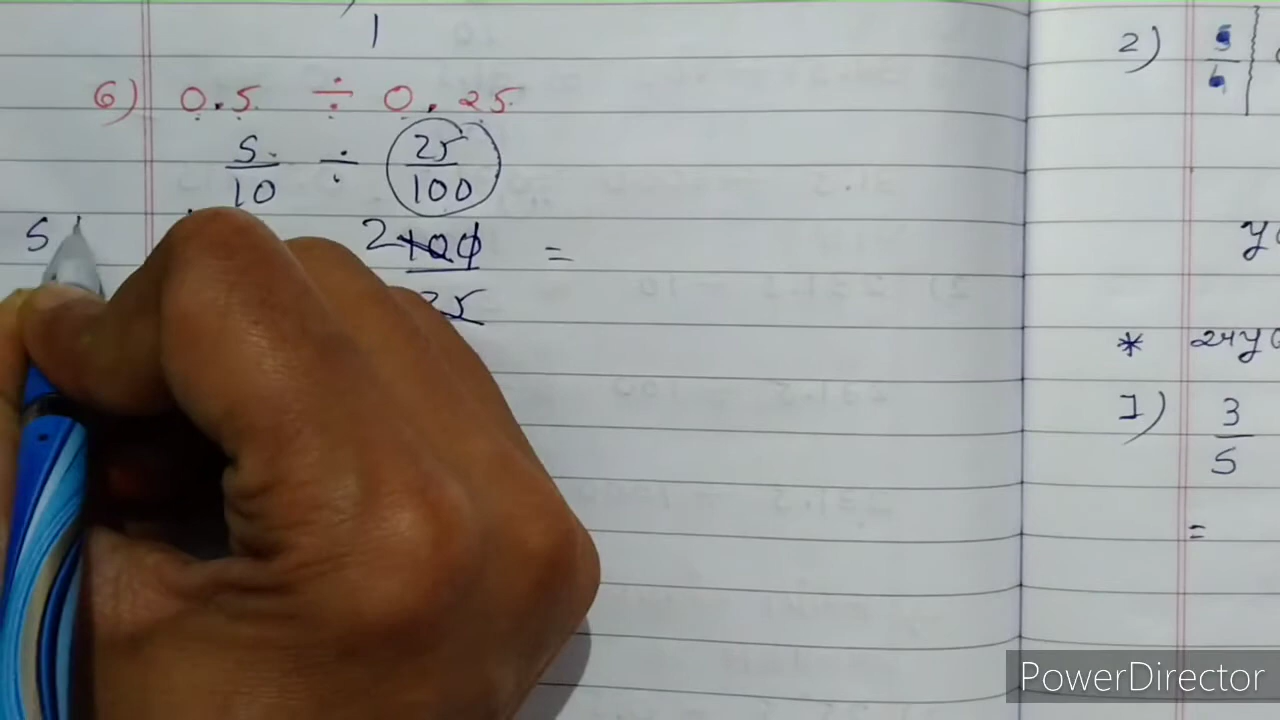 1
6) 0.5 ÷ 0.25
5/10 ÷ 25/100
5
2 100/25 =
2) 5/6
*
1) 3/5
=
PowerDirector